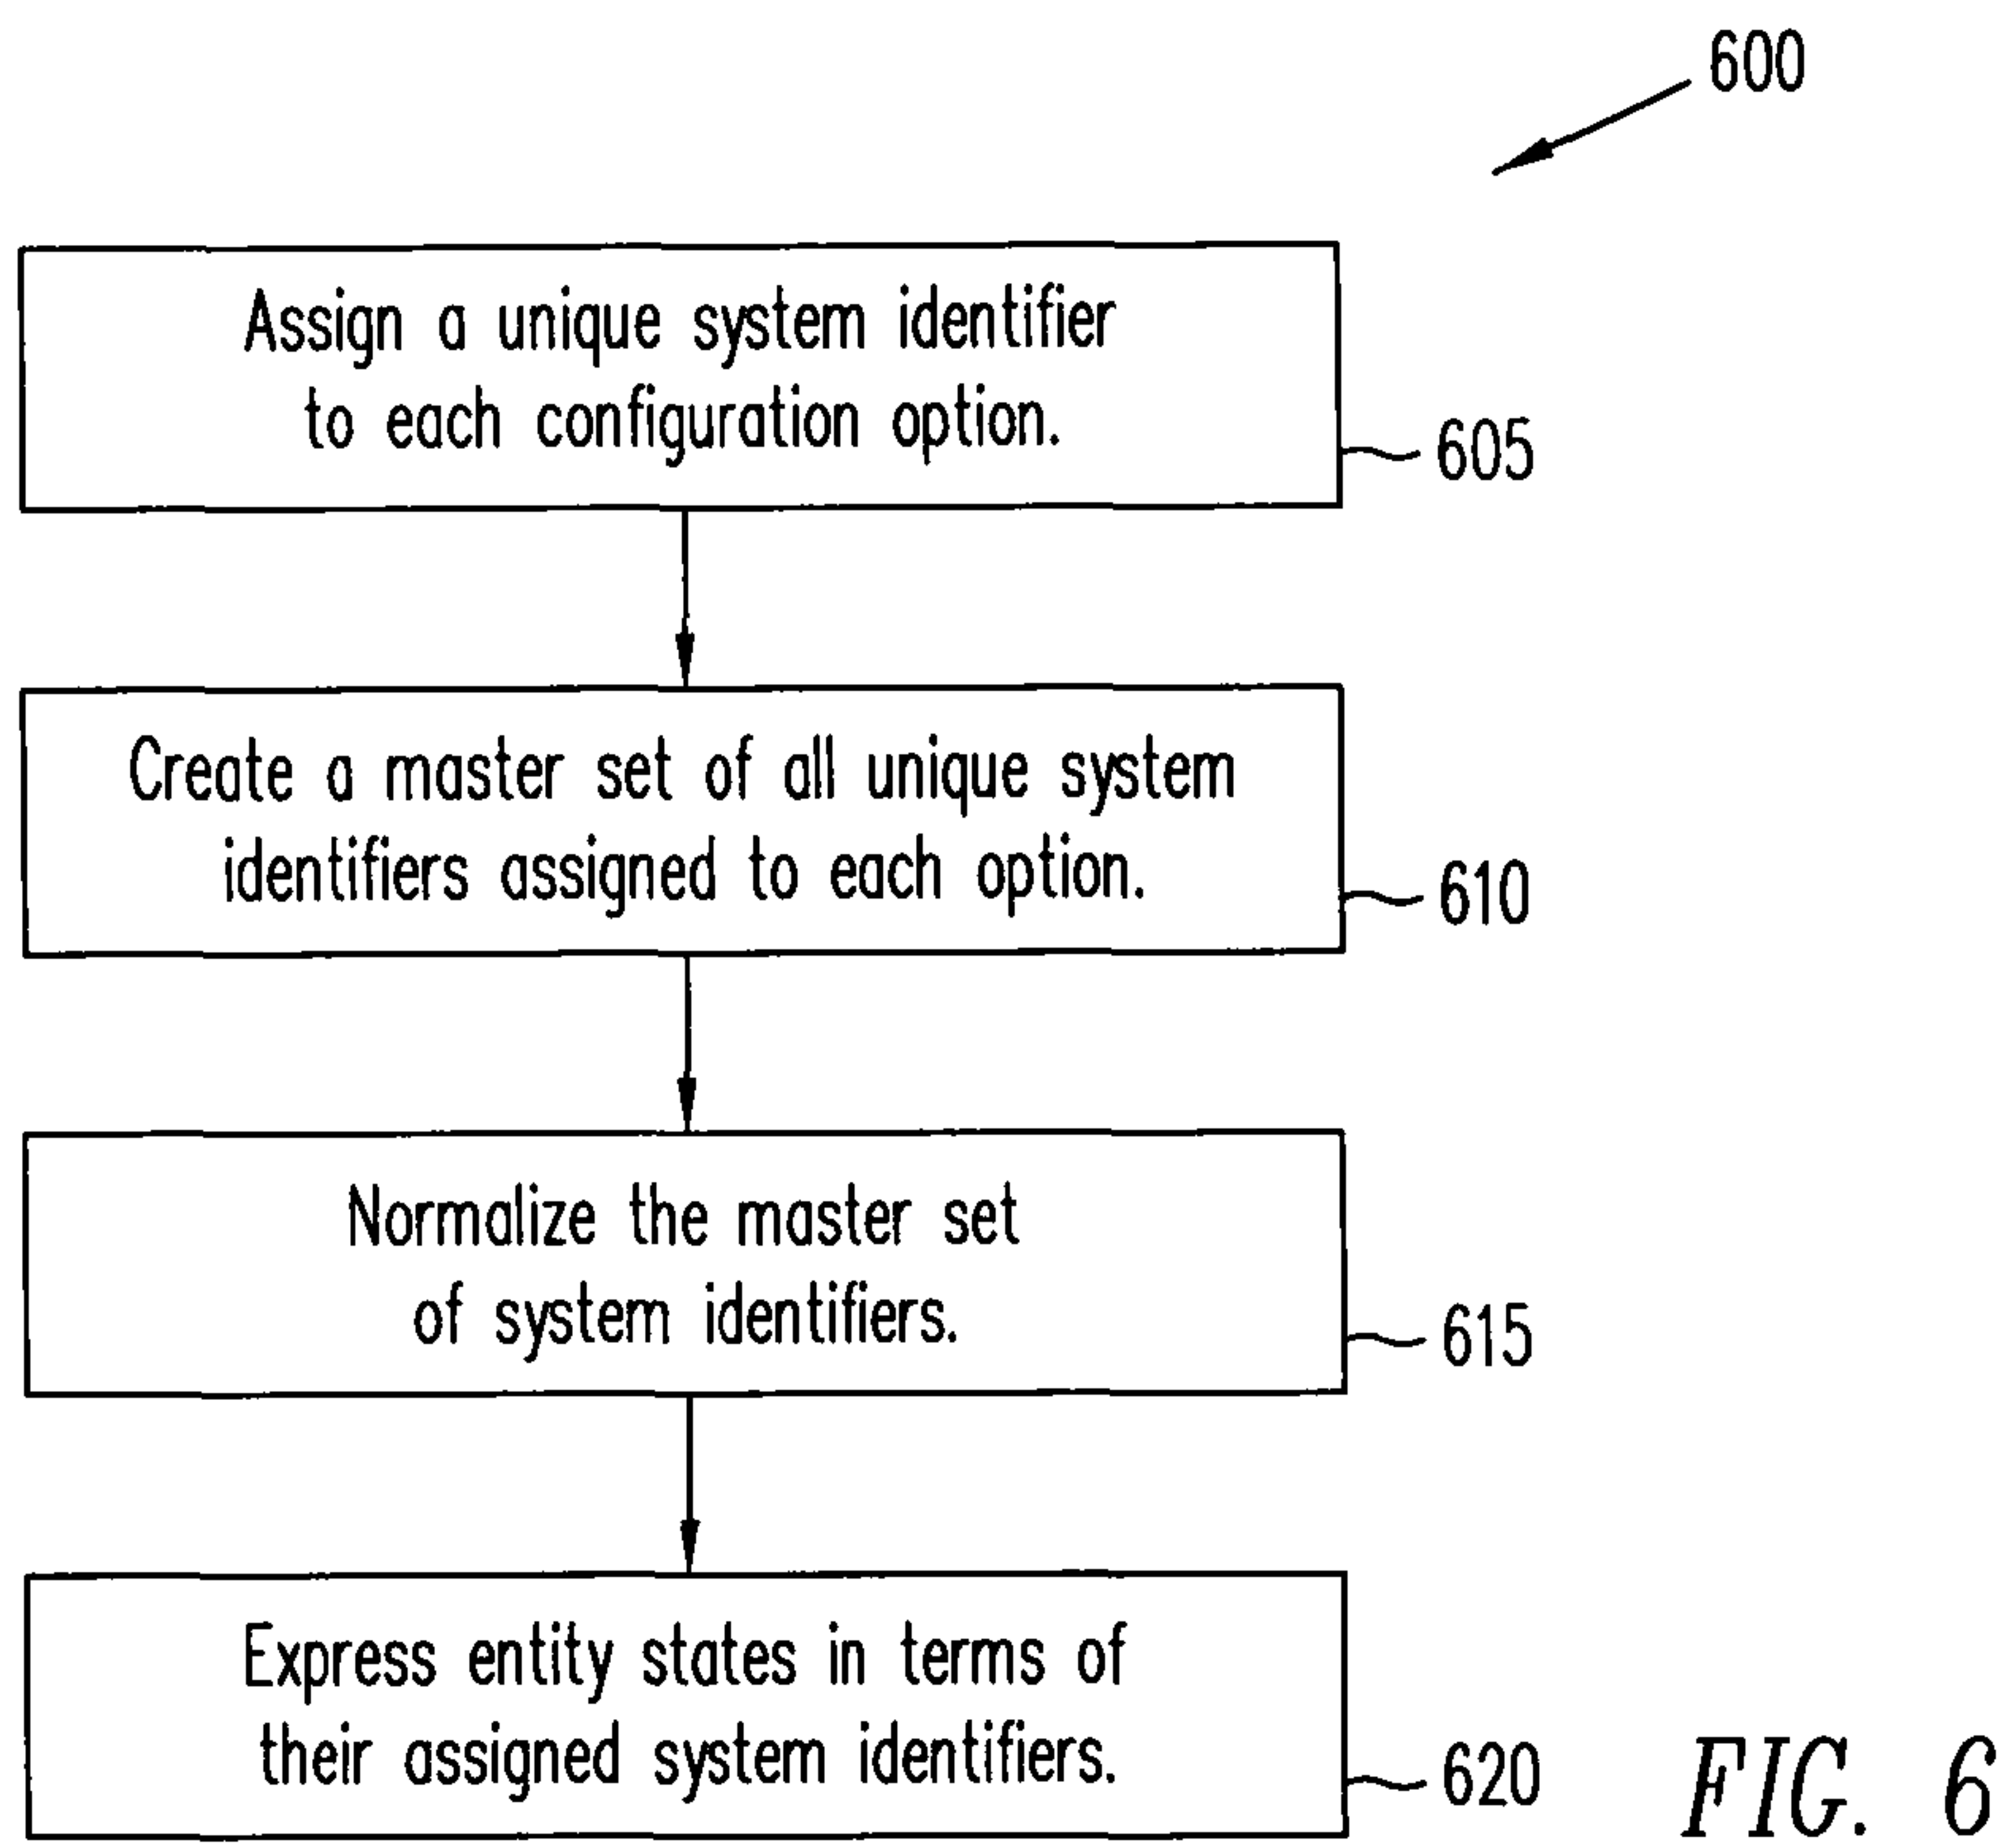 600
Assign a unique system identifier
to each configuration option.
605
Create a master set of all unique system
identifiers assigned to each option.
610
Normalize the master set
of system identifiers.
615
Express entity states in terms of
their assigned system identifiers.
620
FIG. 6